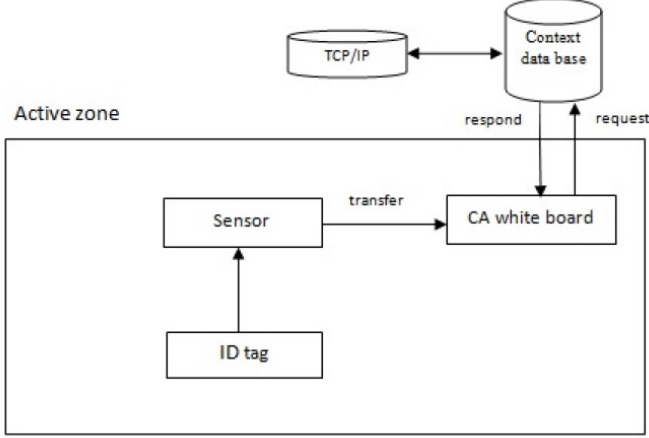 Context
data base
TCP/IP
Active zone
respond
request
transfer
Sensor
CA white board
ID tag